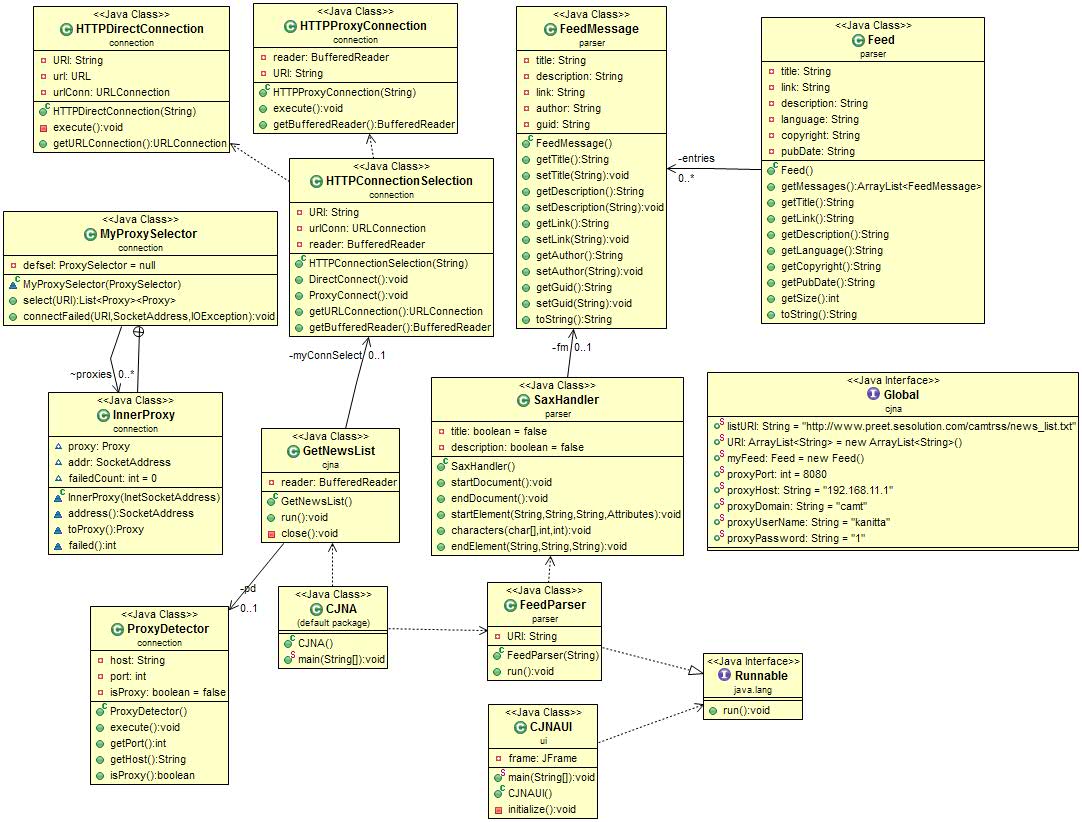 <<Java Class>>
HTTPDirectConnection
connection
URI: String
url: URL
urlConn: URLConnection
HTTPDirectConnection(String)
execute():void
getURLConnection():URLConnection
<<Java Class>>
HTTPProxyConnection
connection
reader: BufferedReader
URI: String
HTTPProxyConnection(String)
execute():void
getBufferedReader():BufferedReader
<<Java Class>>
FeedMessage
parser
title: String
description: String
link: String
author: String
guid: String
FeedMessage()
getTitle():String
setTitle(String):void
getDescription():String
setDescription(String):void
getLink():String
setLink(String):void
getAuthor():String
setAuthor(String):void
getGuid():String
setGuid(String):void
toString():String
-entries
0..*
<<Java Class>>
Feed
parser
title: String
link: String
description: String
language: String
copyright: String
pubDate: String
Feed()
getMessages():ArrayList<FeedMessage>
getTitle():String
getLink():String
getDescription():String
getLanguage():String
getCopyright():String
getPubDate():String
getSize():int
toString():String
<<Java Class>>
HTTPConnectionSelection
connection
URI: String
urlConn: URLConnection
reader: BufferedReader
HTTPConnectionSelection(String)
DirectConnect():void
ProxyConnect():void
getURLConnection():URLConnection
getBufferedReader():BufferedReader
<<Java Class>>
MyProxySelector
connection
defsel: ProxySelector = null
MyProxySelector(ProxySelector)
select(URI):List<Proxy><Proxy>
connectFailed(URI,SocketAddress,IOException):void
~proxies 0..*
-myConnSelect 0..1
-fm 0..1
<<Java Class>>
InnerProxy
connection
proxy: Proxy
addr: SocketAddress
failedCount: int = 0
InnerProxy(InetSocketAddress)
address():SocketAddress
toProxy():Proxy
failed():int
<<Java Class>>
GetNewsList
cjna
reader: BufferedReader
GetNewsList()
run():void
close():void
<<Java Class>>
SaxHandler
parser
title: boolean = false
description: boolean = false
SaxHandler()
startDocument():void
endDocument():void
startElement(String,String,String,Attributes):void
characters(char[],int,int):void
endElement(String,String,String):void
<<Java Interface>>
Global
cjna
listURI: String = "http://www.preet.sesolution.com/camtrss/news_list.txt"
URI: ArrayList<String> = new ArrayList<String>()
myFeed: Feed = new Feed()
proxyPort: int = 8080
proxyHost: String = "192.168.11.1"
proxyDomain: String = "camt"
proxyUserName: String = "kanitta"
proxyPassword: String = "1"
-pd
0..1
<<Java Class>>
ProxyDetector
connection
host: String
port: int
isProxy: boolean = false
ProxyDetector()
execute():void
getPort():int
getHost():String
isProxy():boolean
<<Java Class>>
CJNA
(default package)
CJNA()
main(String[]):void
<<Java Class>>
FeedParser
parser
URI: String
FeedParser(String)
run():void
<<Java Interface>>
Runnable
java.lang
run():void
<<Java Class>>
CJNAUI
ui
frame: JFrame
main(String[]):void
CJNAUI()
initialize():void